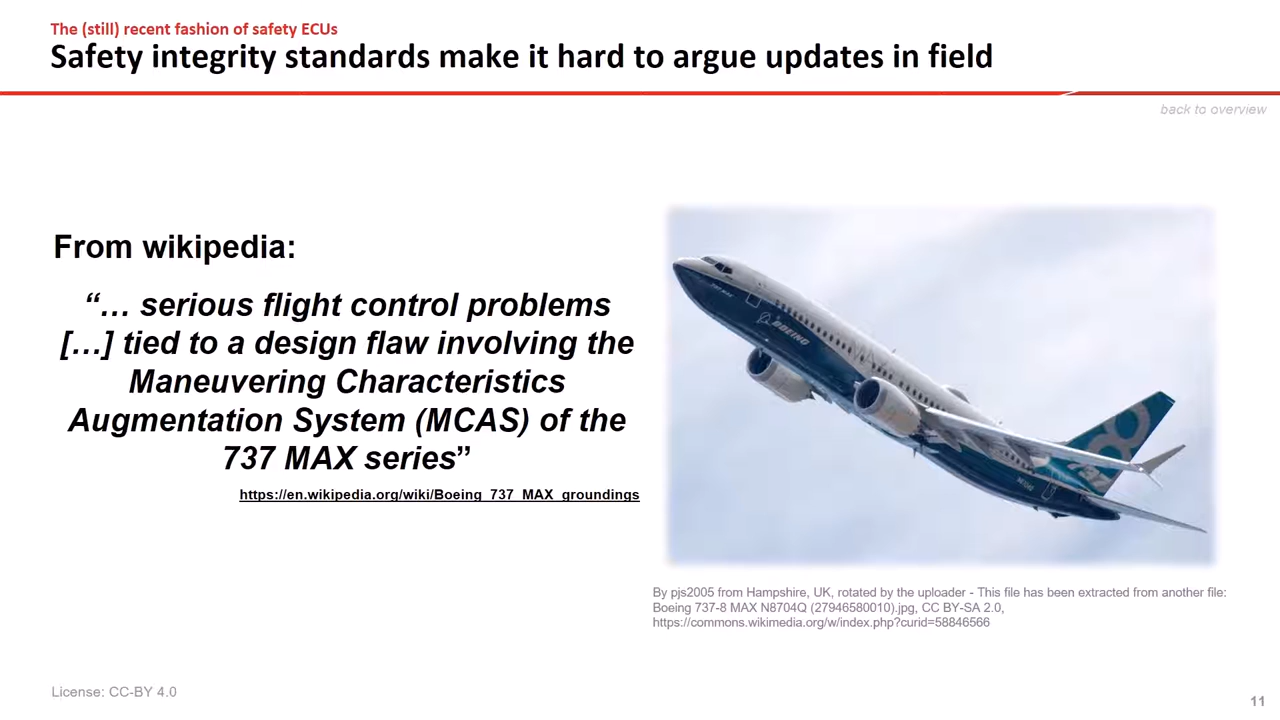 The (still) recent fashion of safety ECUs
Safety integrity standards make it hard to argue updates in field
back to overview
From wikipedia:
“… serious flight control problems
[…] tied to a design flaw involving the
Maneuvering Characteristics
Augmentation System (MCAS) of the
737 MAX series”
https://en.wikipedia.org/wiki/Boeing_737_MAX_groundings
BOEING
By pjs2005 from Hampshire, UK, rotated by the uploader - This file has been extracted from another file:
Boeing 737-8 MAX N8704Q (27946580010).jpg, CC BY-SA 2.0,
https://commons.wikimedia.org/w/index.php?curid=58846566
License: CC-BY 4.0
11